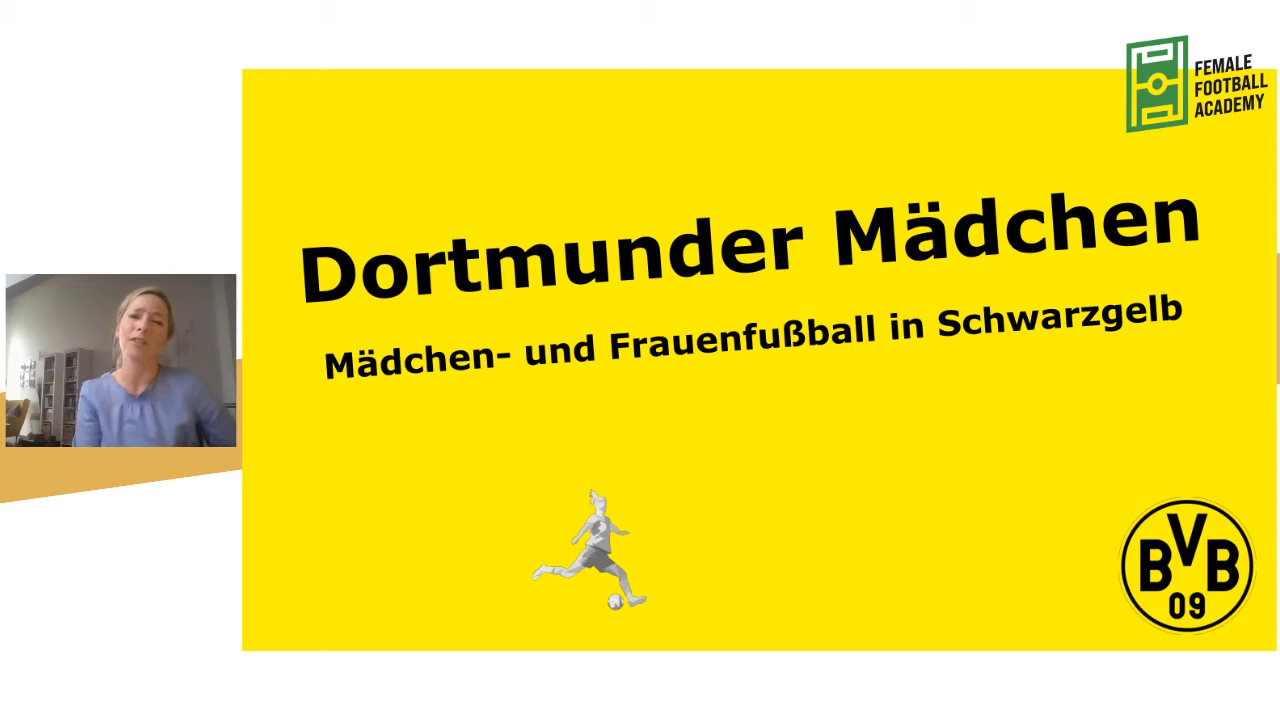 FEMALE
FOOTBALL
ACADEMY
Dortmunder Mädchen
Mädchen- und Frauenfußball in Schwarzgelb
BVB
09